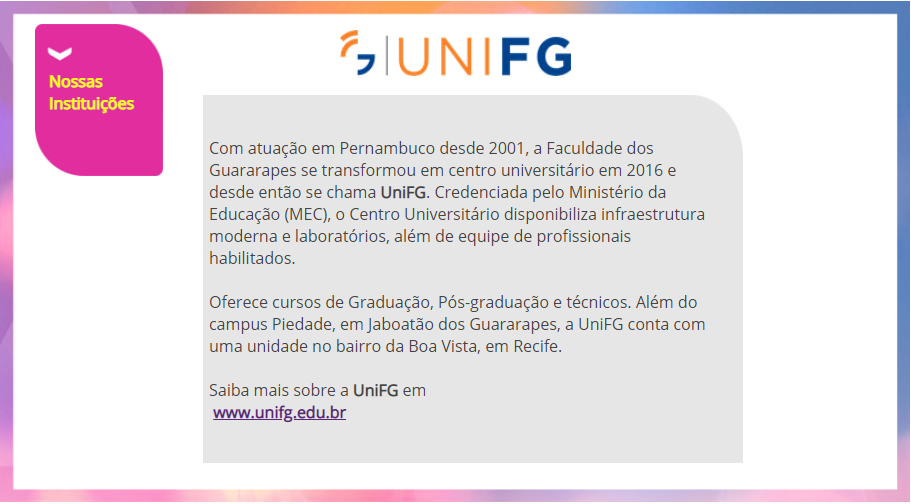 Nossas
Instituições
UNIFG
Com atuação em Pernambuco desde 2001, a Faculdade dos
Guararapes se transformou em centro universitário em 2016 e
desde então se chama UniFG. Credenciada pelo Ministério da
Educação (MEC), o Centro Universitário disponibiliza infraestrutura
moderna e laboratórios, além de equipe de profissionais
habilitados.
Oferece cursos de Graduação, Pós-graduação e técnicos. Além do
campus Piedade, em Jaboatão dos Guararapes, a UniFG conta com
uma unidade no bairro da Boa Vista, em Recife.
Saiba mais sobre a UniFG em
www.unifg.edu.br